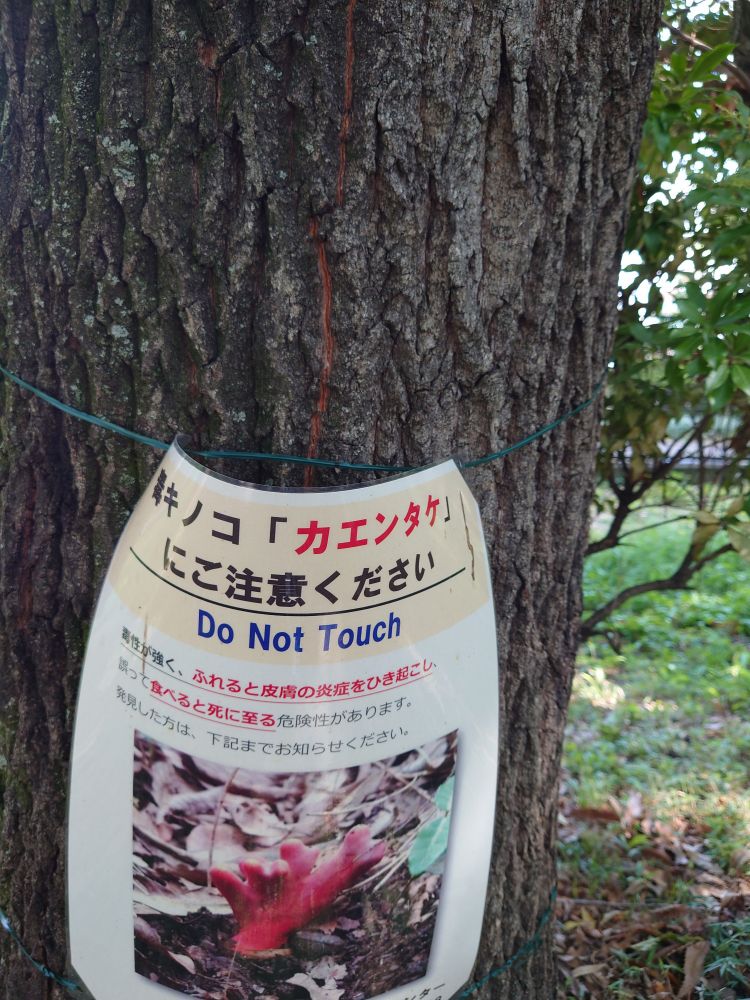 毒キノコ「カエンタケ」
にご注意ください
Do Not Touch
毒性が強く、ふれると皮膚の炎症をひき起こし、
誤って食べると死に至る危険性があります。
発見した方は、下記までお知らせください。
ンター